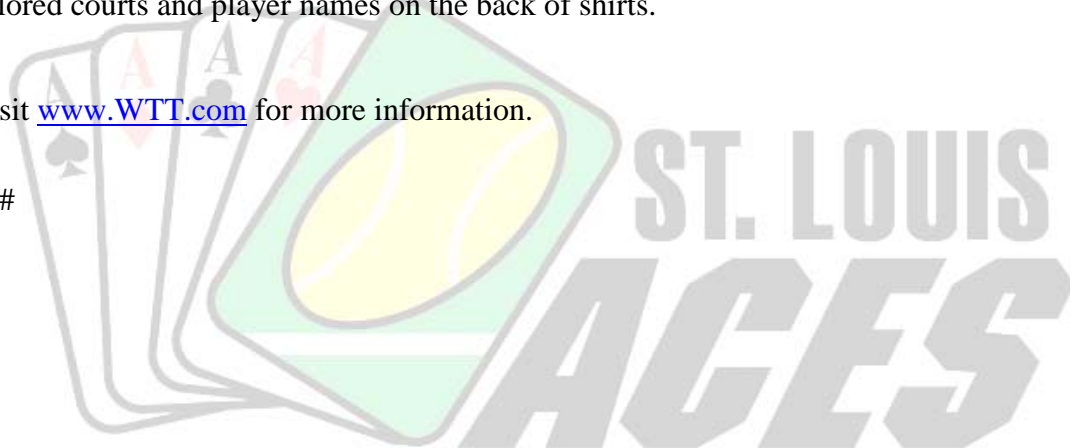 lored courts and player names on the back of shirts.
sit www.WTT.com for more information.
#
A A A A
ST. LOUIS
ACES